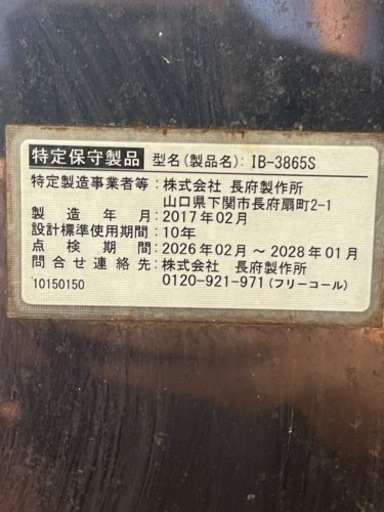 特定保守製品 型名(製品名): IB-3865S
特定製造事業者等:株式会社 長府製作所
山口県下関市長府扇町2-1
製造年月:2017年02月
設計標準使用期間:10年
点検期間:2026年02月 ~ 2028年01月
問合せ連絡先:株式会社 長府製作所
10150150 0120-921-971(フリーコール)